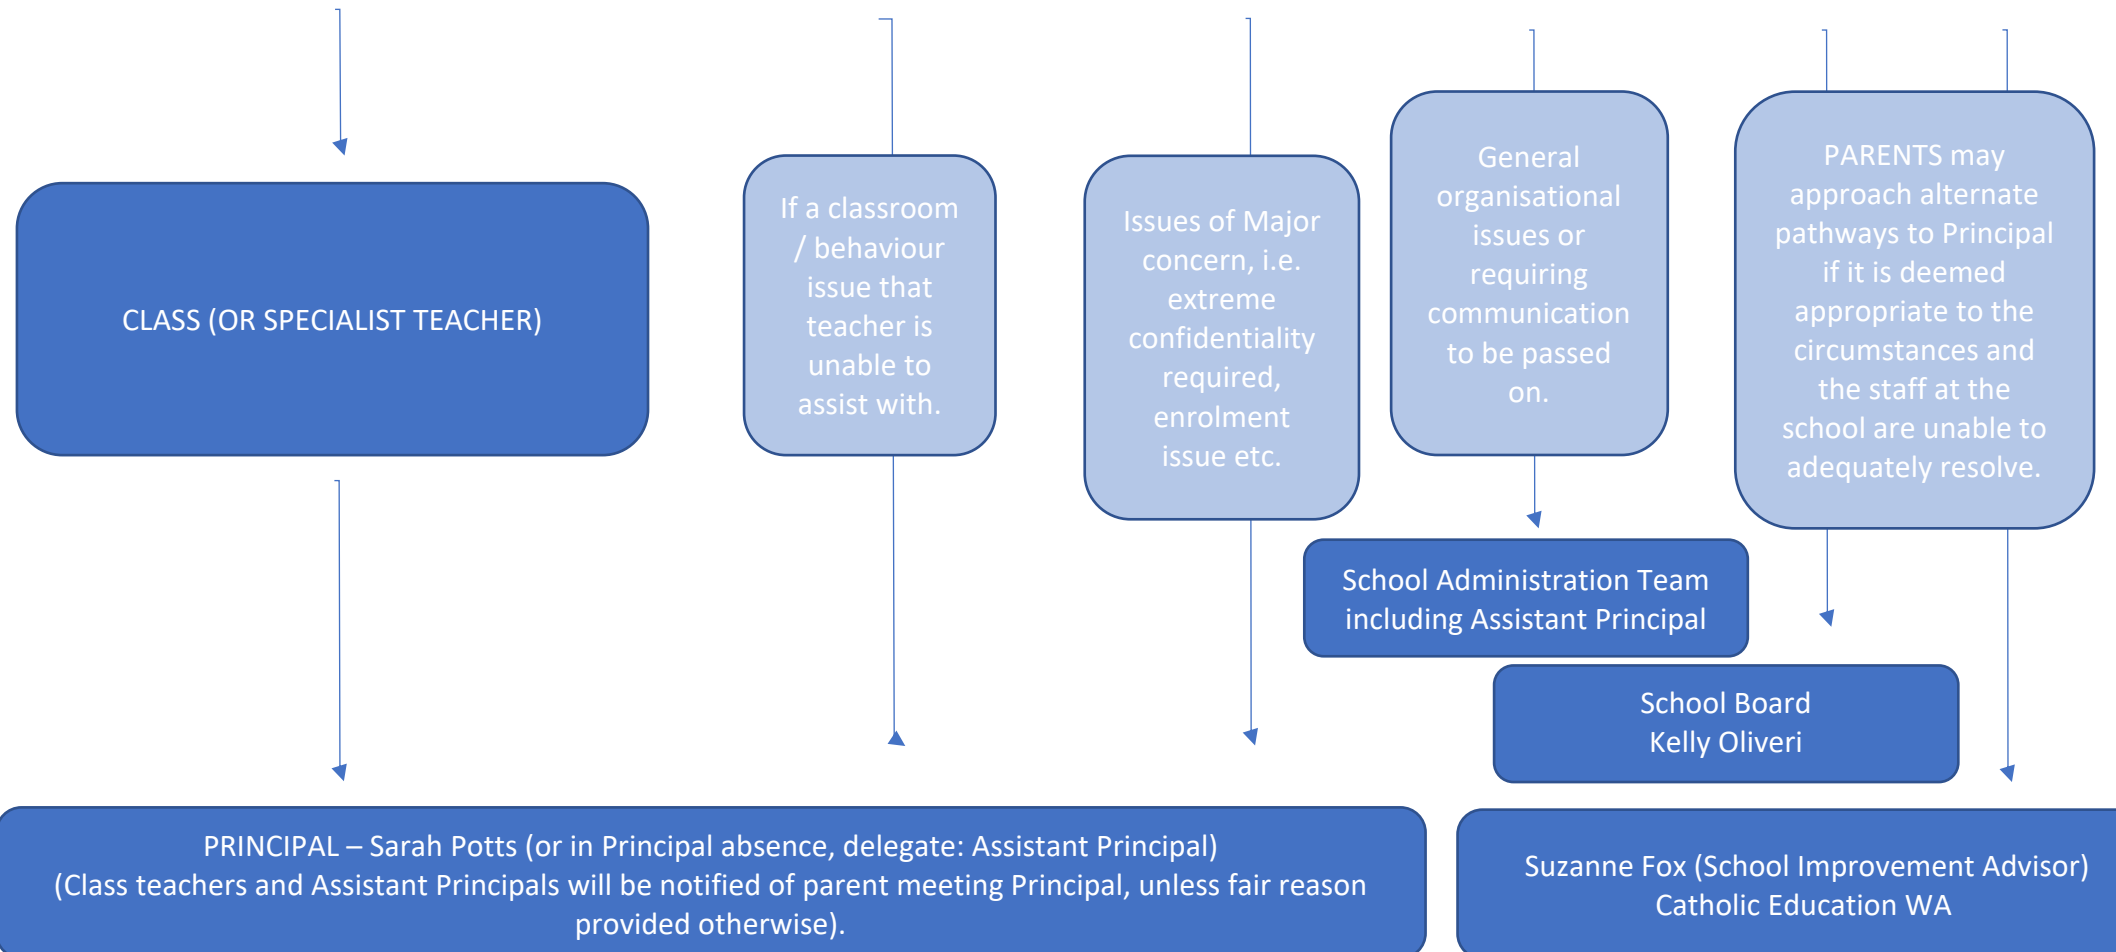 CLASS (OR SPECIALIST TEACHER)
If a classroom
/ behaviour
issue that
teacher is
unable to
assist with.
Issues of Major
concern, i.e.
extreme
confidentiality
required,
enrolment
issue etc.
General
organisational
issues or
requiring
communication
to be passed
on.
PARENTS may
approach alternate
pathways to Principal
if it is deemed
appropriate to the
circumstances and
the staff at the
school are unable to
adequately resolve.
School Administration Team
including Assistant Principal
School Board
Kelly Oliveri
PRINCIPAL – Sarah Potts (or in Principal absence, delegate: Assistant Principal)
(Class teachers and Assistant Principals will be notified of parent meeting Principal, unless fair reason
provided otherwise).
Suzanne Fox (School Improvement Advisor)
Catholic Education WA